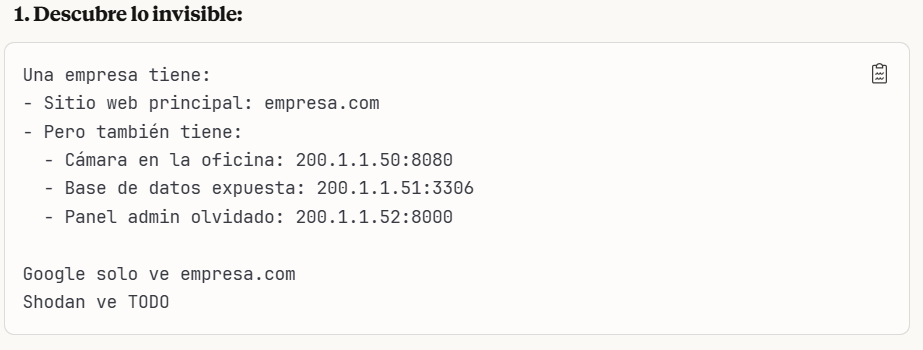 1. Descubre lo invisible:
Una empresa tiene:
- Sitio web principal: empresa.com
- Pero también tiene:
- Cámara en la oficina: 200.1.1.50:8080
- Base de datos expuesta: 200.1.1.51:3306
- Panel admin olvidado: 200.1.1.52:8000
Google solo ve empresa.com
Shodan ve TODO